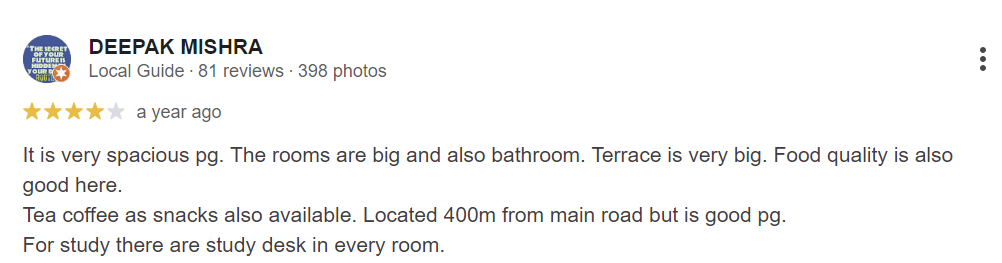 THE SECRET
OF YOUR
FUTURE IS
HIDDEN
YOUR
DEEPAK MISHRA
Local Guide · 81 reviews · 398 photos
a year ago
It is very spacious pg. The rooms are big and also bathroom. Terrace is very big. Food quality is also
good here.
Tea coffee as snacks also available. Located 400m from main road but is good pg.
For study there are study desk in every room.